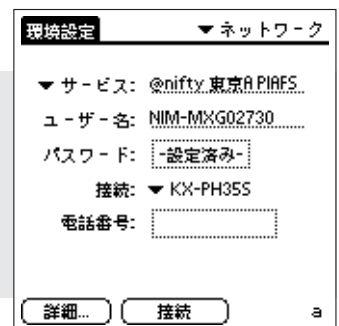 環境設定 ▼ネットワーク
▼サービス: @nifty 東京A PIAFS
ユーザ名: NIM-MXG02730
パスワード: -設定済み-
接続: ▼ KX-PH35S
電話番号:
詳細... 接続 a